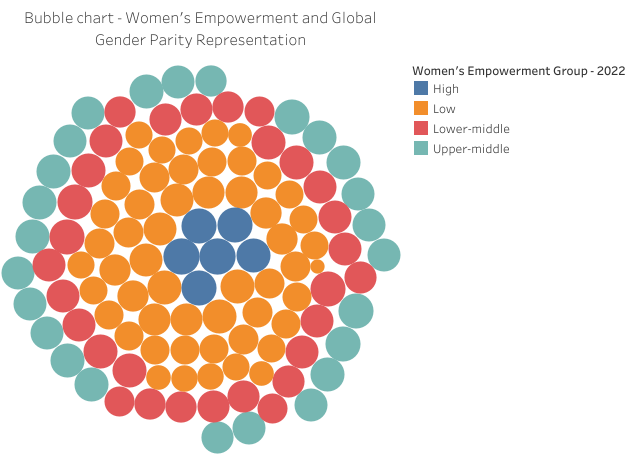 Bubble chart - Women's Empowerment and Global
Gender Parity Representation
Women's Empowerment Group - 2022
High
Low
Lower-middle
Upper-middle